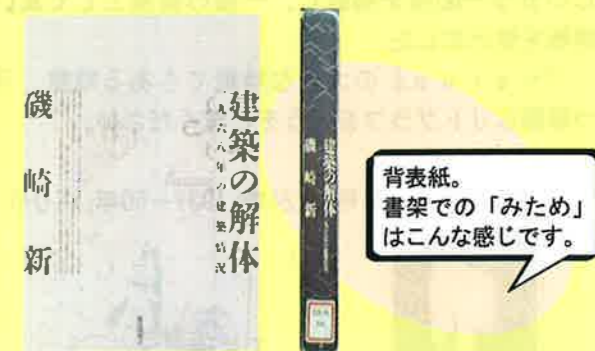 建築の解体
一九六八年の建築情況
磯崎新
建築の解体
磯崎新
背表紙。
書架での「みため」
はこんな感じです。